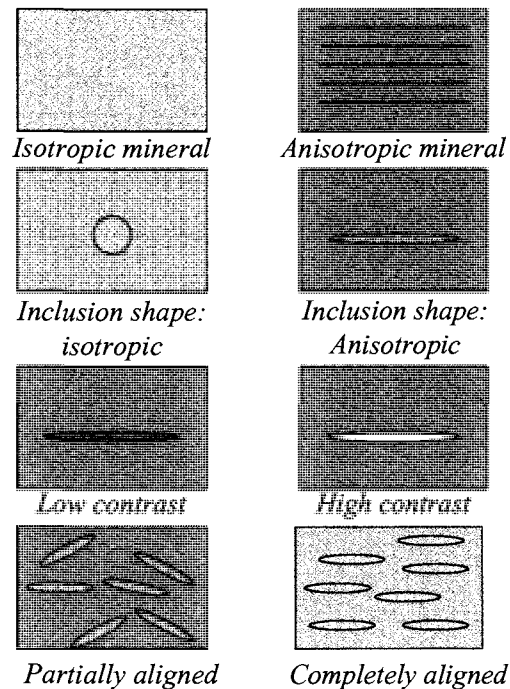 Isotropic mineral
Anisotropic mineral
Inclusion shape:
isotropic
Inclusion shape:
Anisotropic
Low contrast
High contrast
Partially aligned
Completely aligned